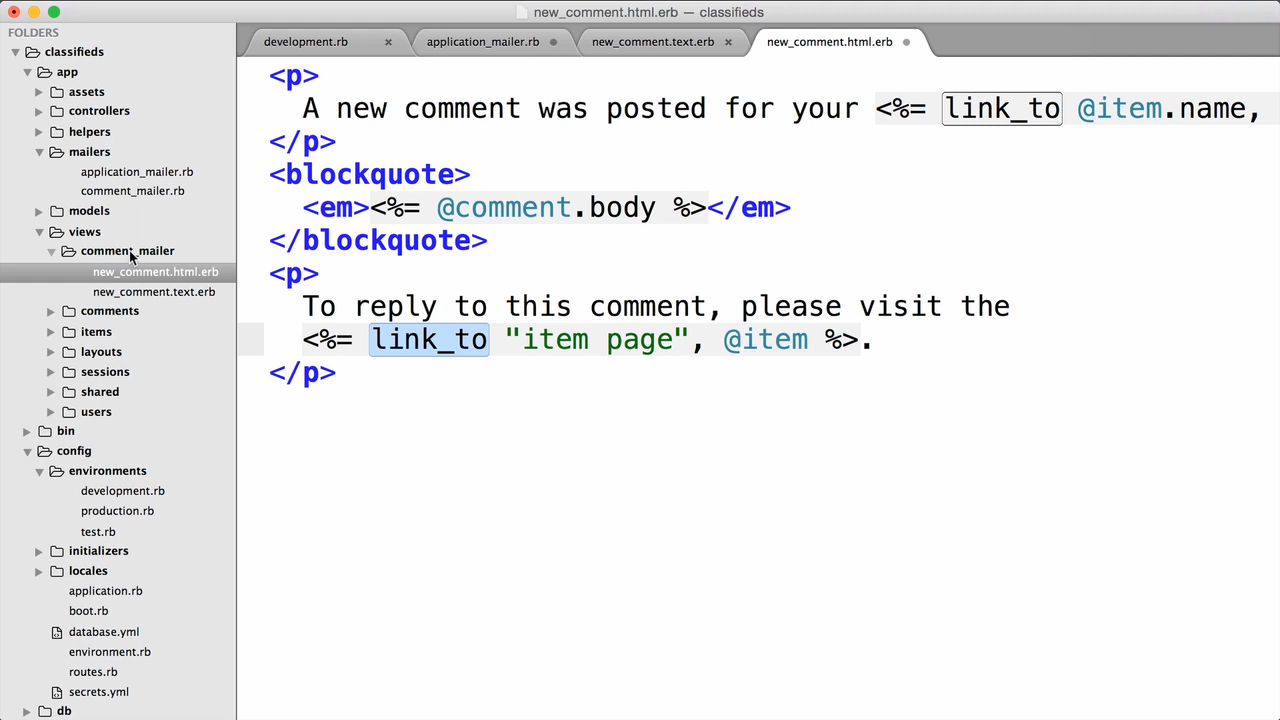 new_comment.html.erb — classifieds
FOLDERS
classifieds
app
assets
controllers
helpers
mailers
application_mailer.rb
comment_mailer.rb
models
views
comment_mailer
new_comment.html.erb
new_comment.text.erb
comments
items
layouts
sessions
shared
users
bin
config
environments
development.rb
production.rb
test.rb
initializers
locales
application.rb
boot.rb
database.yml
environment.rb
routes.rb
secrets.yml
db
development.rb × application_mailer.rb new_comment.text.erb × new_comment.html.erb
<p>
A new comment was posted for your <%= link_to @item.name,
</p>
<blockquote>
<em><%= @comment.body %></em>
</blockquote>
<p>
To reply to this comment, please visit the
<%= link_to "item page", @item %>.
</p>